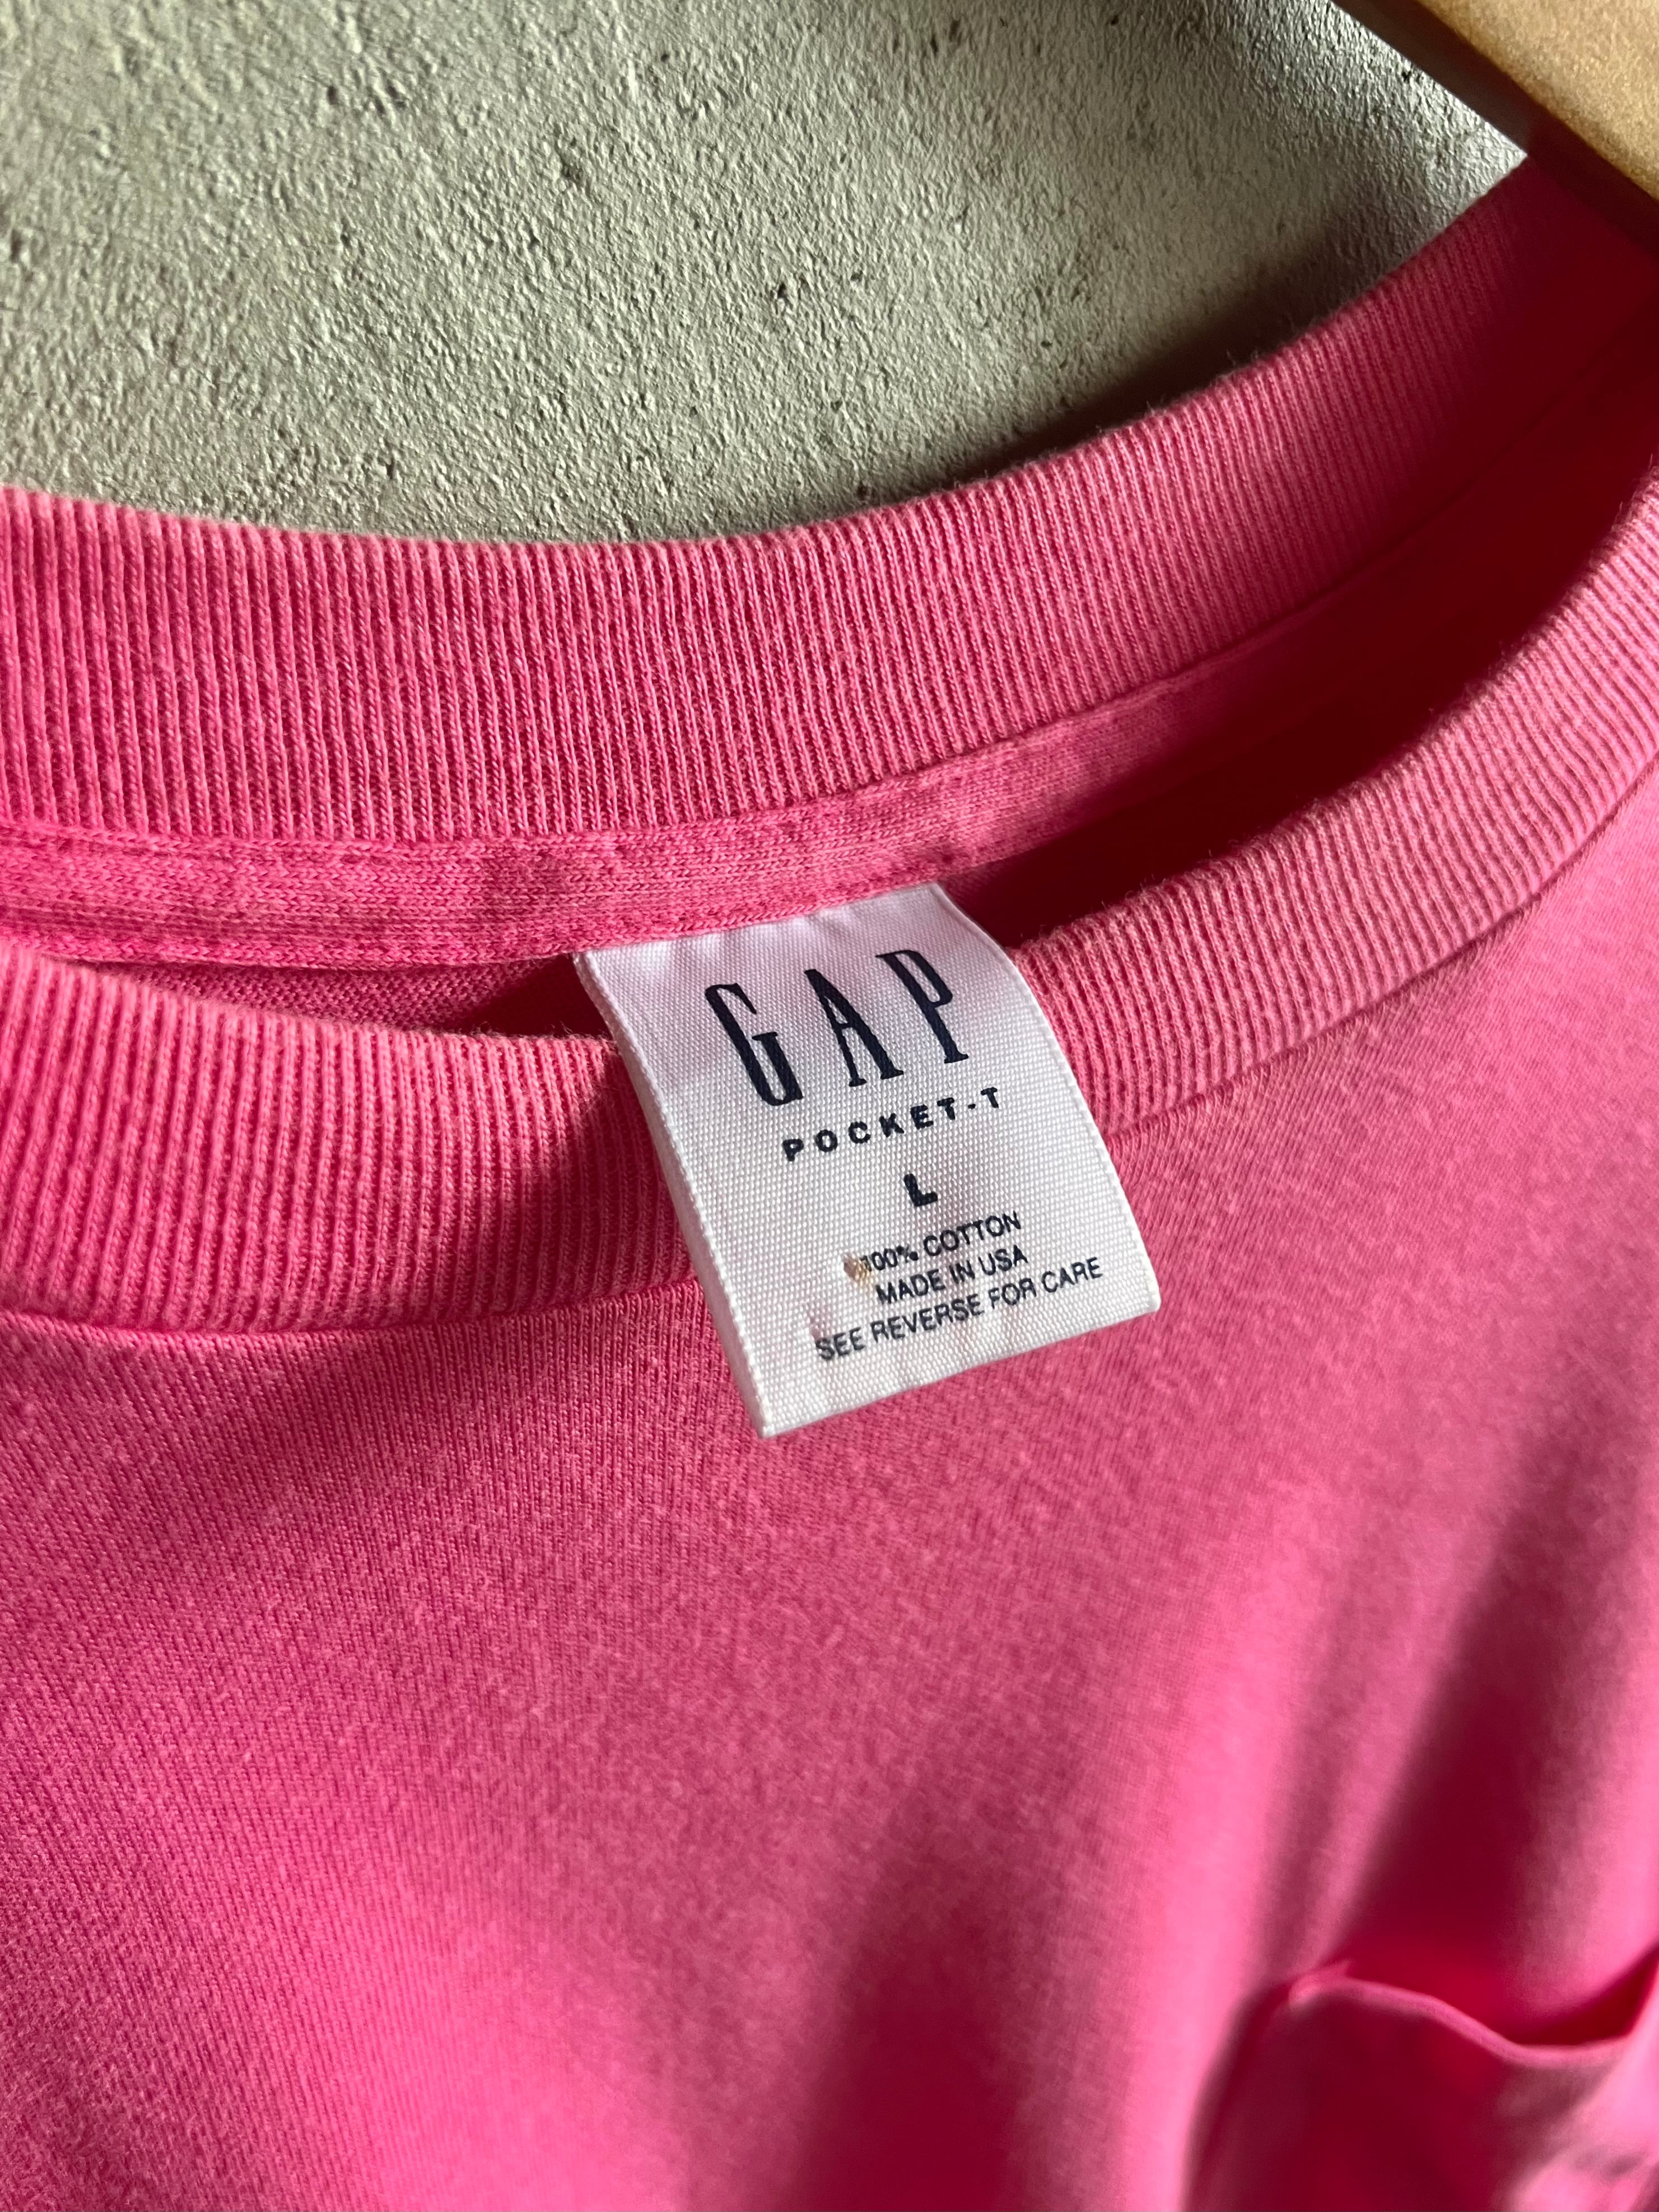 GAP
POCKET-T
L
100% COTTON
MADE IN USA
SEE REVERSE FOR CARE